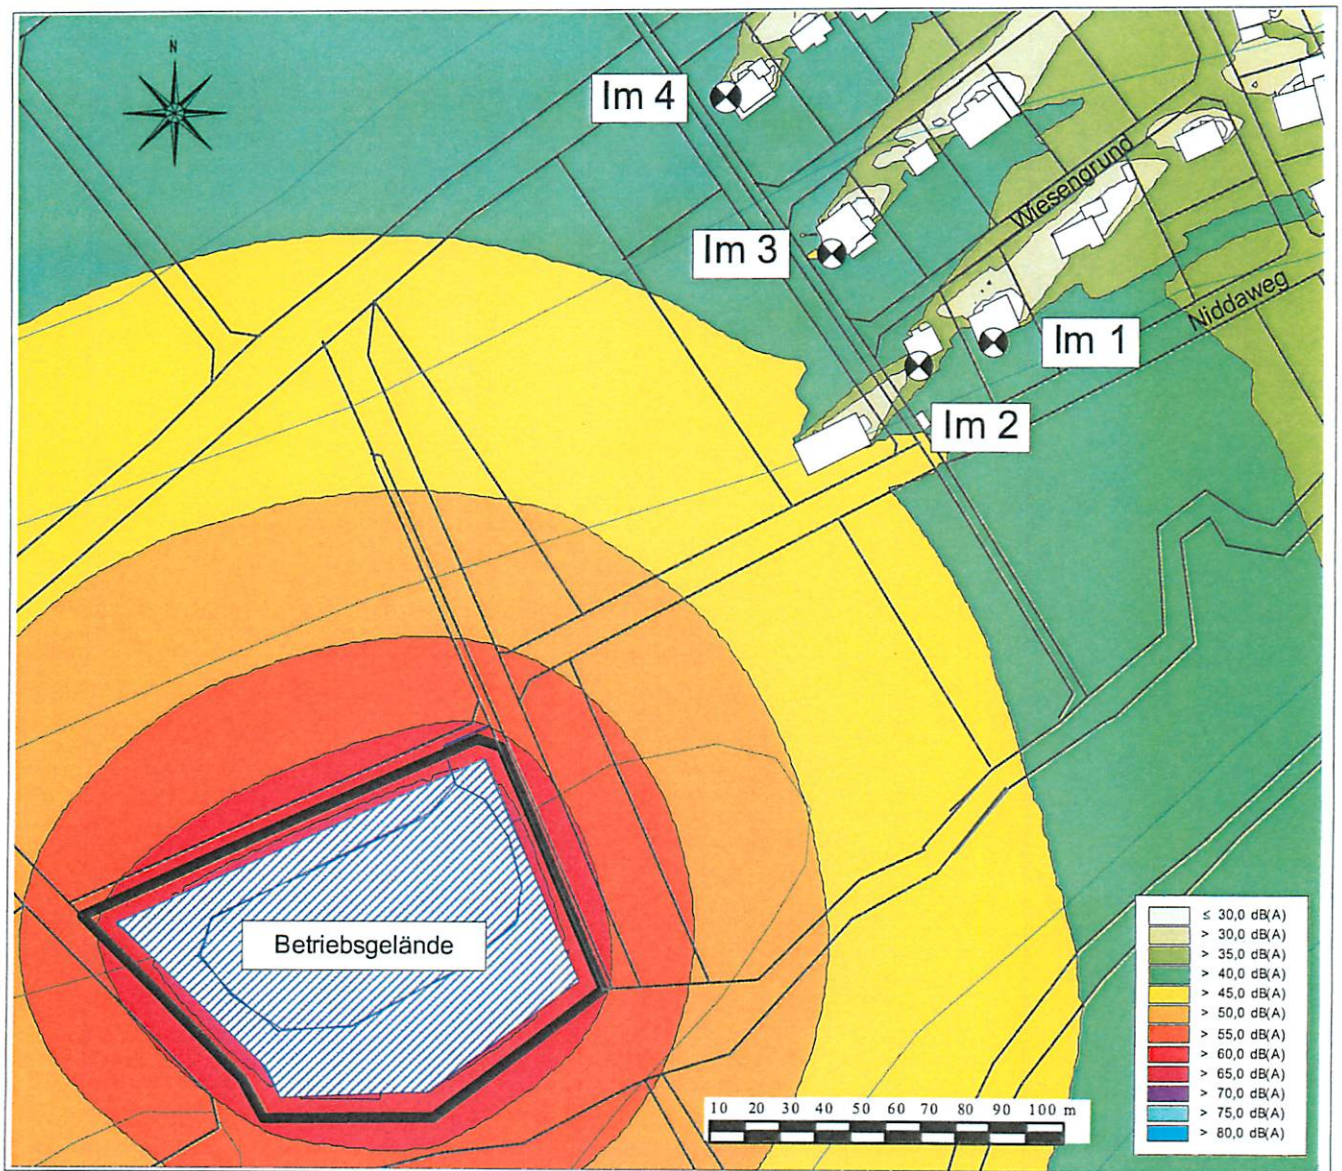 N
Im 4
Im 3
Wiesengrund
Niddaweg
Im 1
Im 2
Betriebsgelände
≤ 30,0 dB(A)
> 30,0 dB(A)
> 35,0 dB(A)
> 40,0 dB(A)
> 45,0 dB(A)
> 50,0 dB(A)
> 55,0 dB(A)
> 60,0 dB(A)
> 65,0 dB(A)
> 70,0 dB(A)
> 75,0 dB(A)
> 80,0 dB(A)
10 20 30 40 50 60 70 80 90 100 m